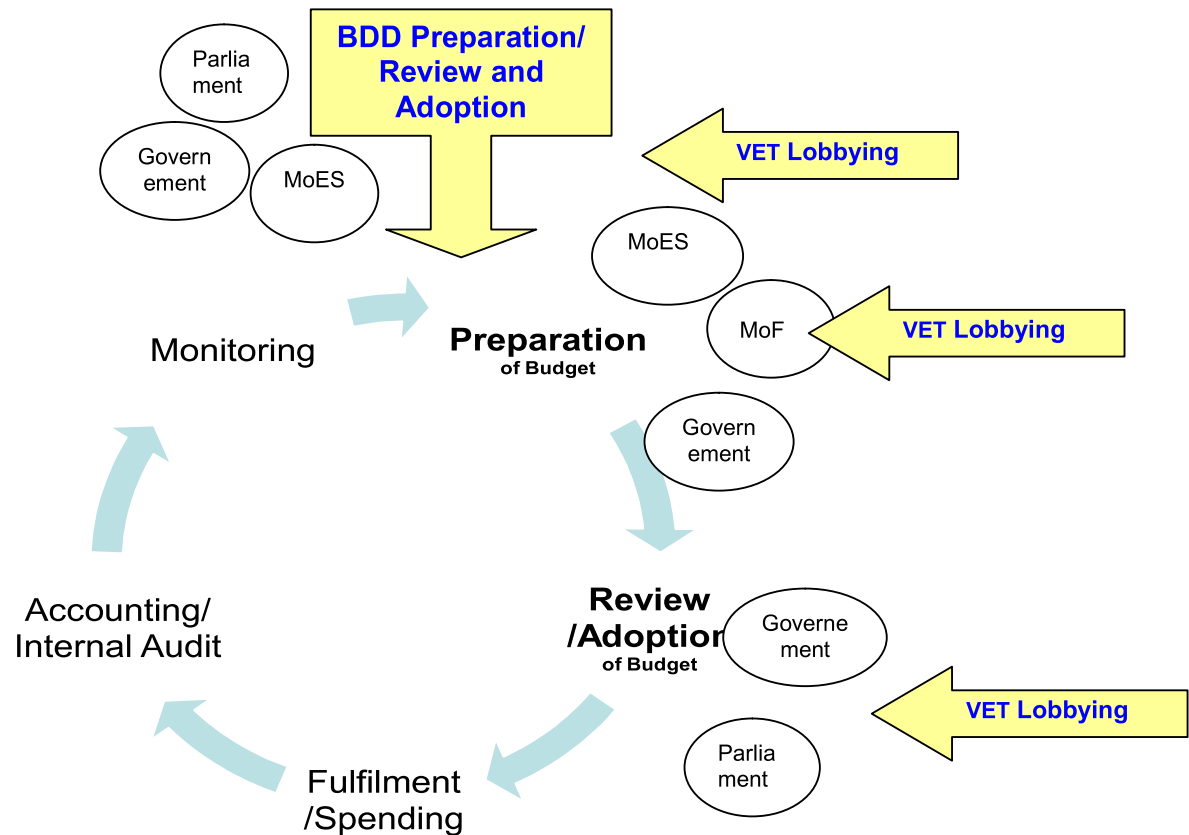 BDD Preparation/
Review and
Adoption
Parlia
ment
Govern
ement
MoES
VET Lobbying
MoES
MoF
VET Lobbying
Govern
ement
Monitoring
Preparation
of Budget
Accounting/
Internal Audit
Review
/Adoption
of Budget
Governe
ment
VET Lobbying
Parlia
ment
Fulfilment
/Spending